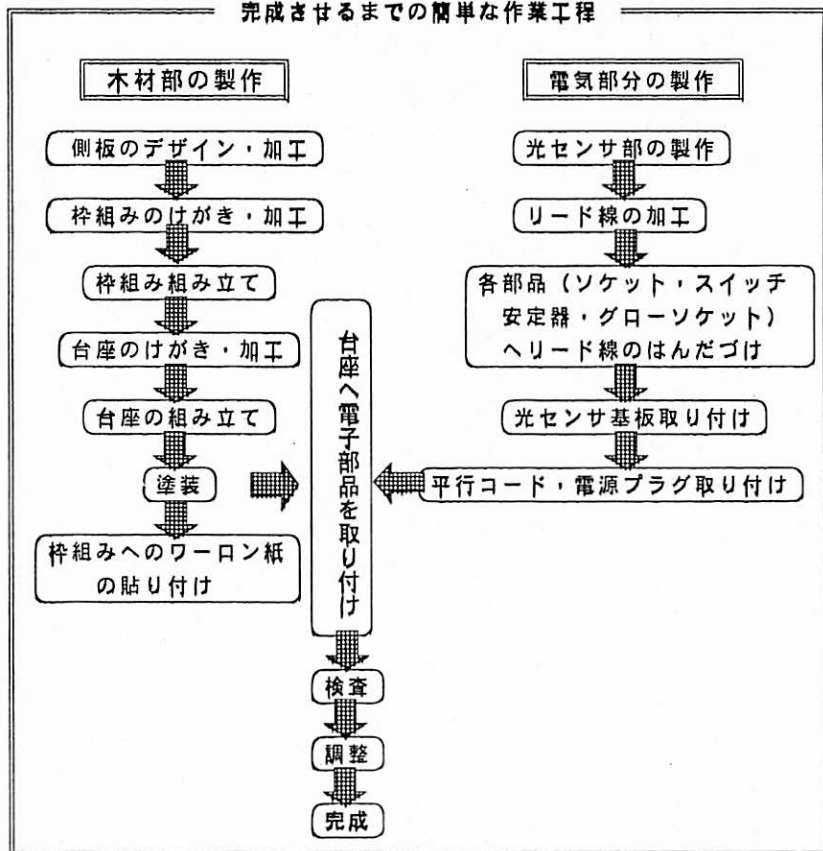 完成させるまでの簡単な作業工程
木材部の製作
側板のデザイン・加工
枠組みのけがき・加工
枠組み組み立て
台座のけがき・加工
台座の組み立て
塗装
枠組みへのワーロン紙
の貼り付け
電気部分の製作
光センサ部の製作
リード線の加工
各部品（ソケット・スイッチ
安定器・グローソケット）
へリード線のはんだづけ
光センサ基板取り付け
平行コード・電源プラグ取り付け
台座へ電子部品を取り付け
検査
調整
完成